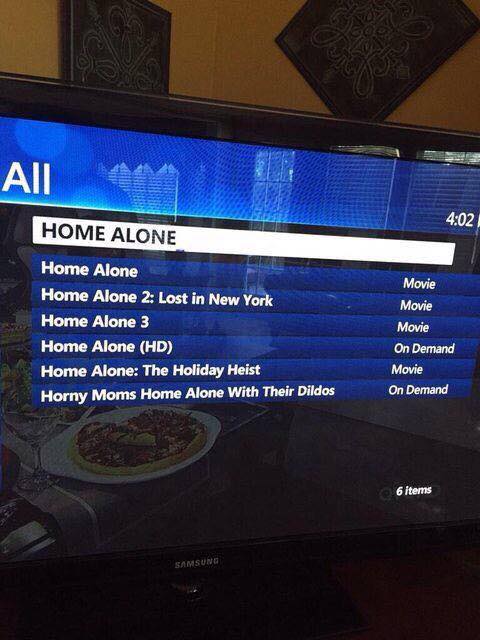 All
4:02
HOME ALONE
Home Alone Movie
Home Alone 2: Lost in New York Movie
Home Alone 3 Movie
Home Alone (HD) On Demand
Home Alone: The Holiday Heist Movie
Horny Moms Home Alone With Their Dildos On Demand
6 items
SAMSUNG